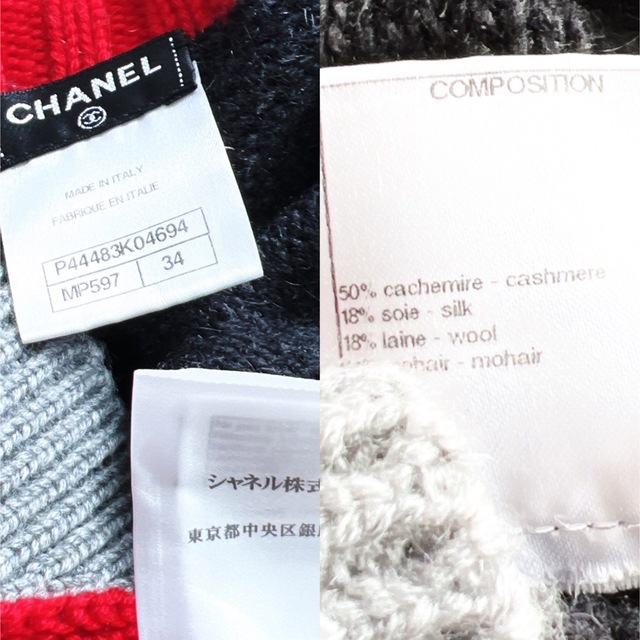 CHANEL
MADE IN ITALY
FABRIQUE EN ITALIE
P44483K04694
MP597 34
シャネル株式
東京都中央区銀
COMPOSITION
50% cachemire - cashmere
18% soie - silk
18% laine - wool
mohair